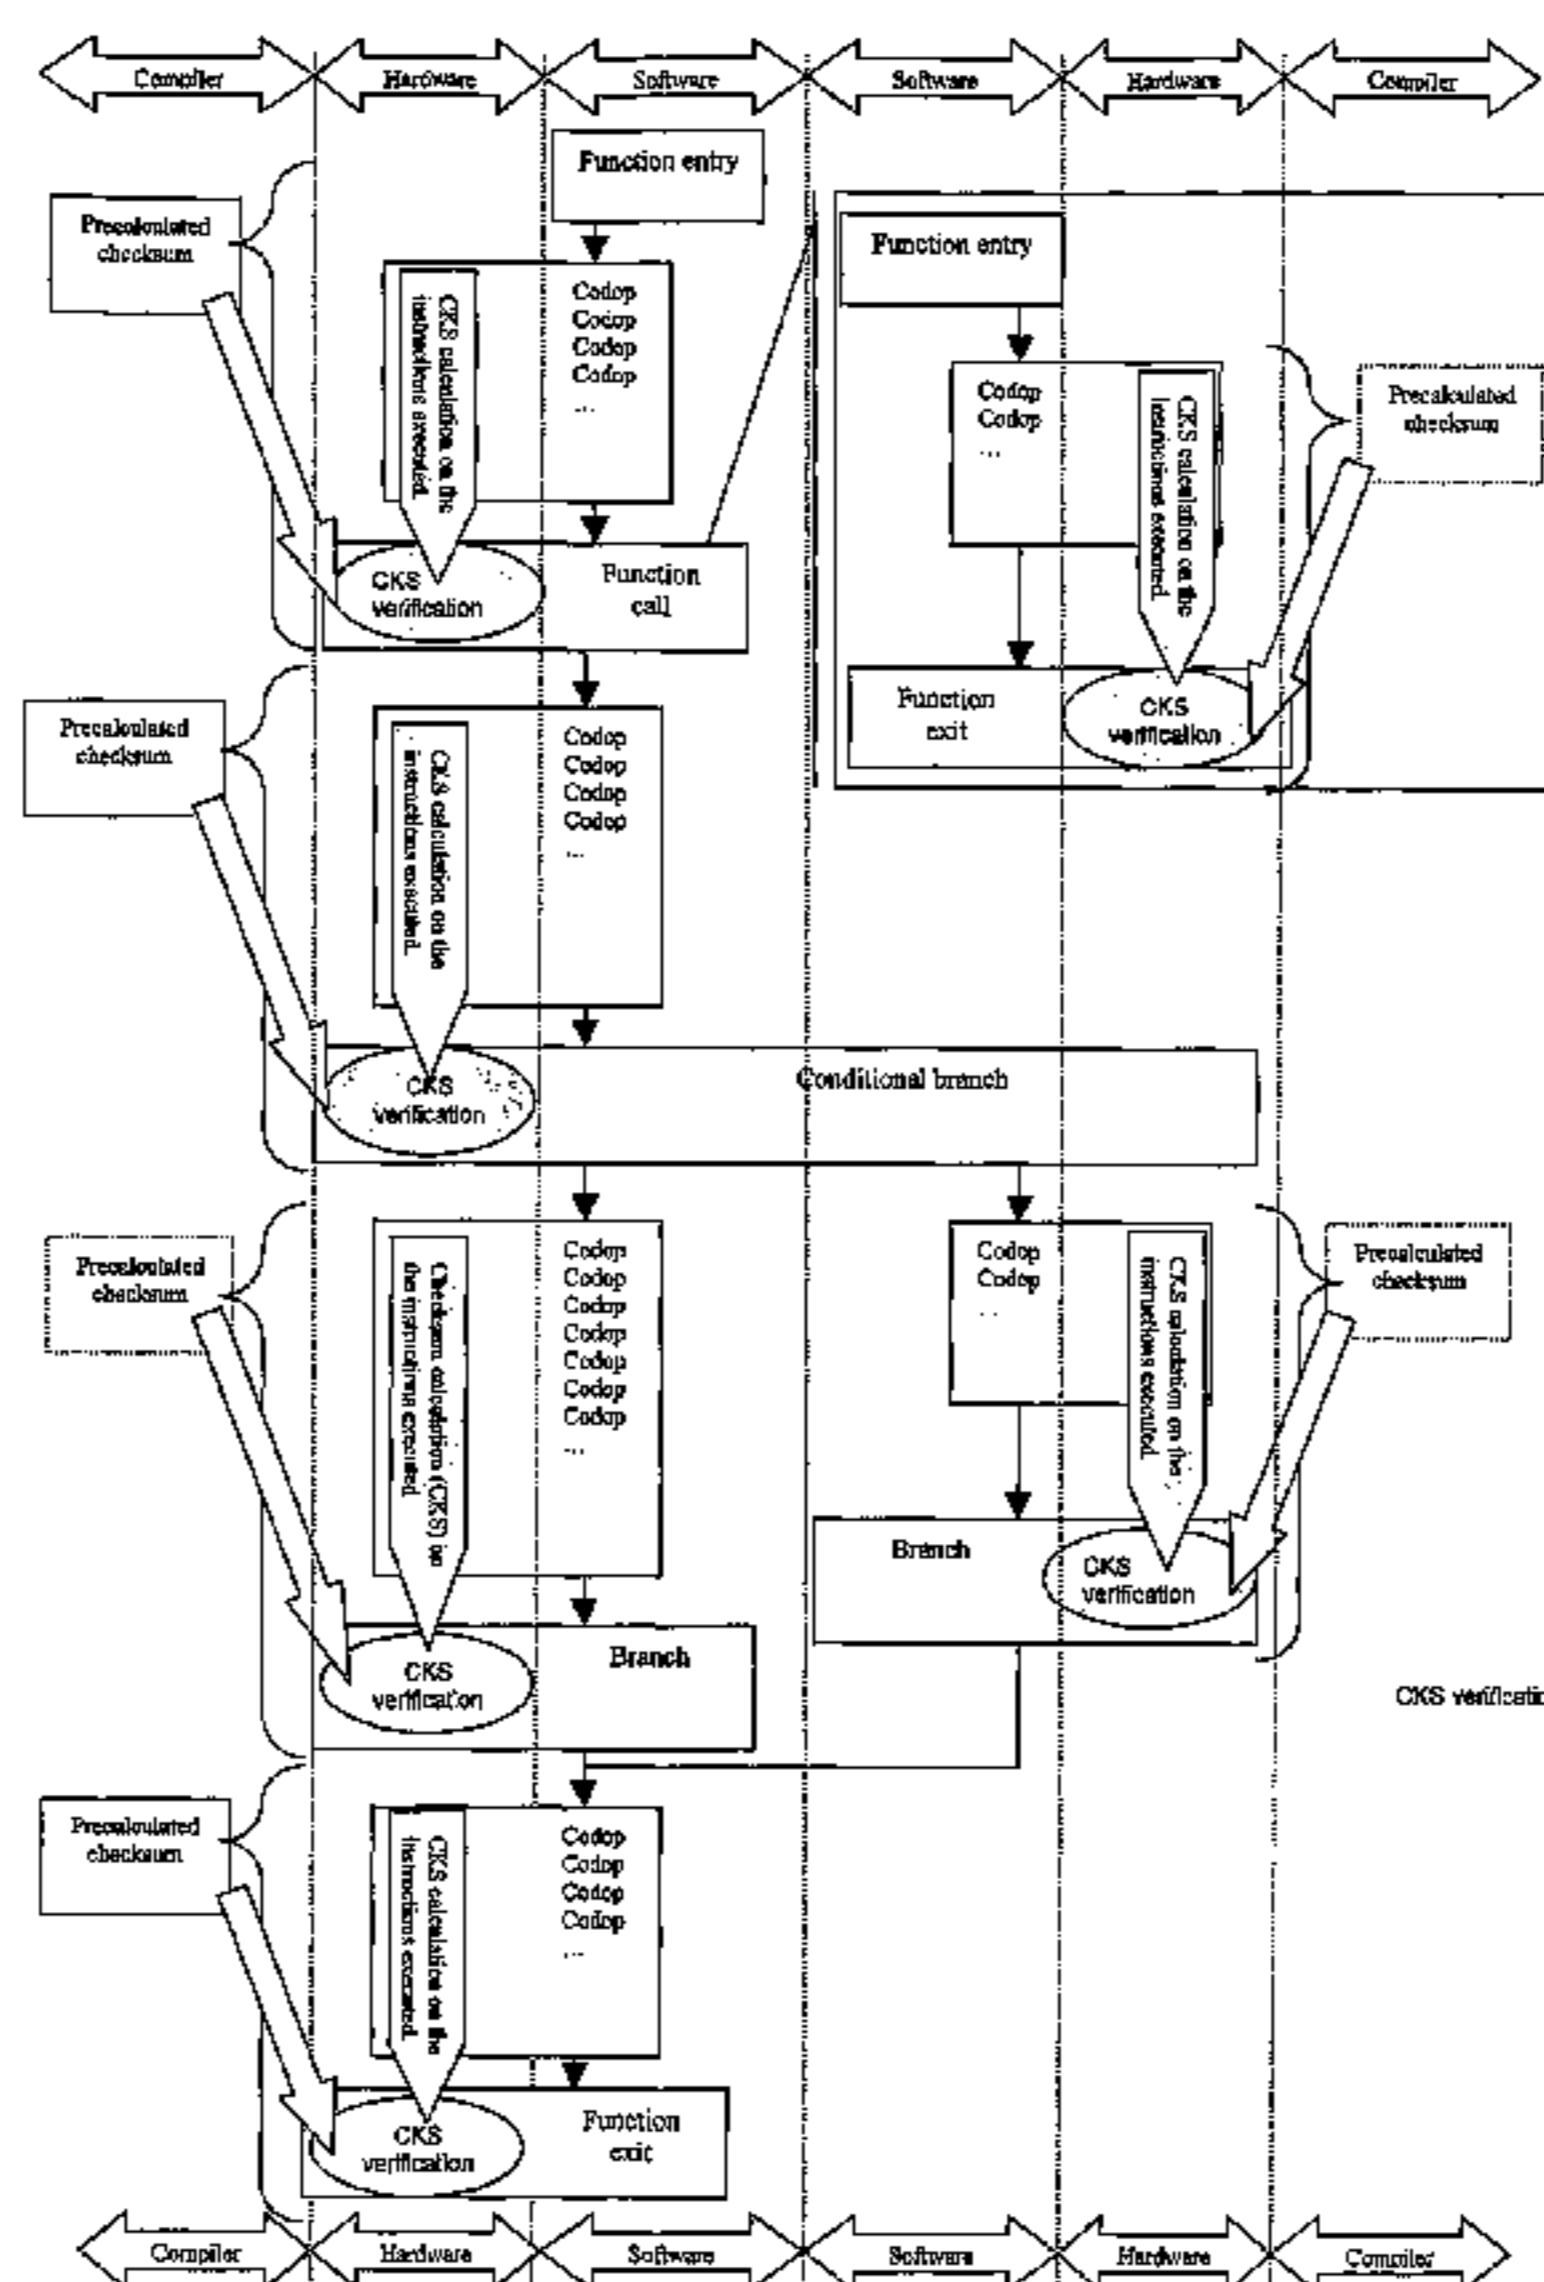 Compiler
Hardware
Software
Software
Hardware
Compiler
Function entry
Precalculated
checksum
CKS calculation on the
instructions executed.
Codop
Codop
Codop
Codop
...
CKS
verification
Function
call
Function entry
Codop
Codop
...
CKS calculation on the
instructions executed.
Precalculated
checksum
Function
exit
CKS
verification
Precalculated
checksum
CKS calculation on the
instructions executed.
Codop
Codop
Codop
Codop
...
CKS
verification
Conditional branch
Precalculated
checksum
Checksum calculation (CKS) on
the instructions executed.
Codop
Codop
Codop
Codop
Codop
Codop
Codop
...
CKS
verification
Branch
Codop
Codop
...
CKS calculation on the
instructions executed.
Precalculated
checksum
Branch
CKS
verification
CKS verificatio
Precalculated
checksum
CKS calculation on the
instructions executed.
Codop
Codop
Codop
Codop
...
CKS
verification
Function
exit
Compiler
Hardware
Software
Software
Hardware
Compiler